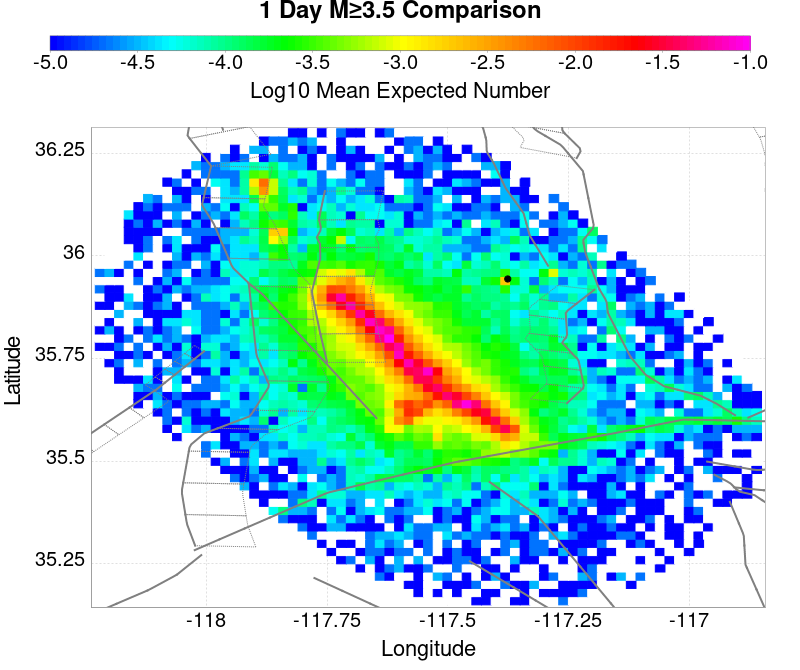 1 Day M≥3.5 Comparison
-5.0 -4.5 -4.0 -3.5 -3.0 -2.5 -2.0 -1.5 -1.0
Log10 Mean Expected Number
36.25
36
35.75
35.5
35.25
Latitude
-118 -117.75 -117.5 -117.25 -117
Longitude